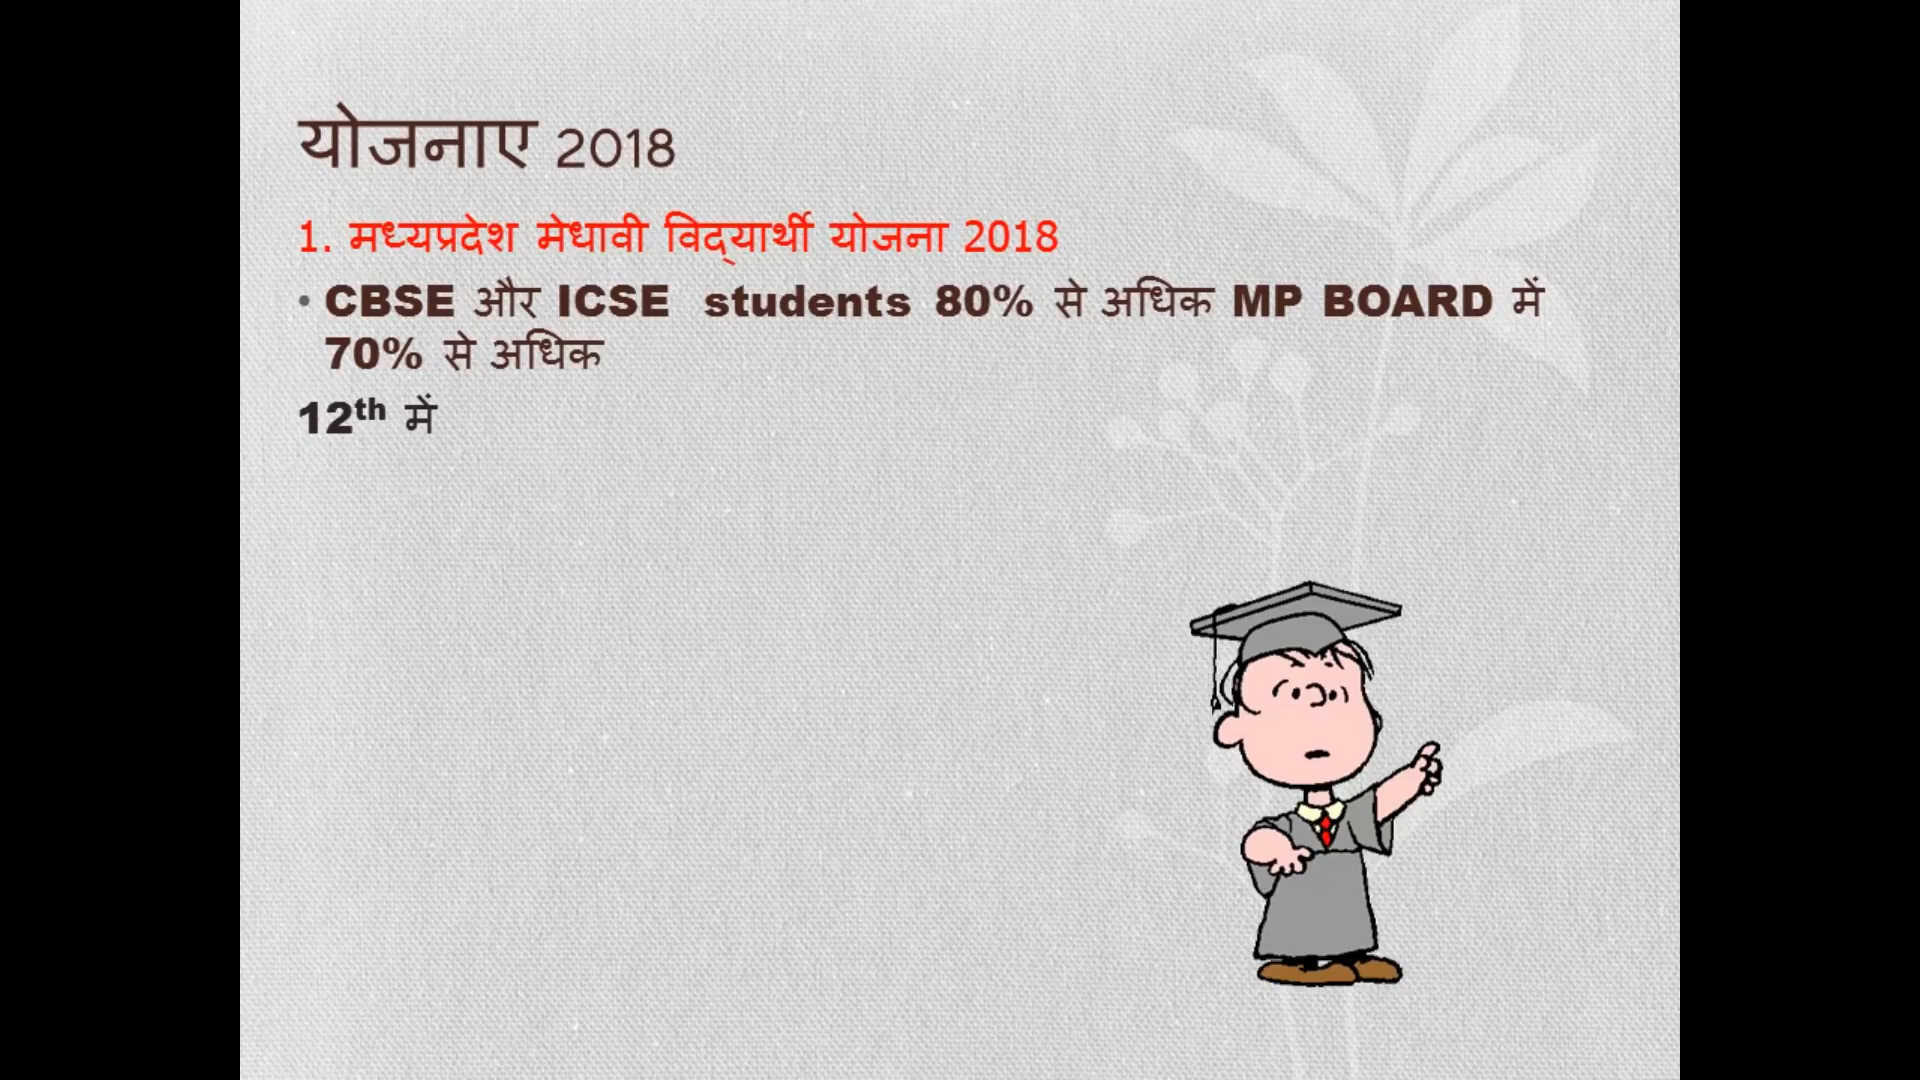 योजनाए 2018
1. मध्यप्रदेश मेधावी विद्यार्थी योजना 2018
• CBSE और ICSE students 80% से अधिक MP BOARD में
70% से अधिक
12th में